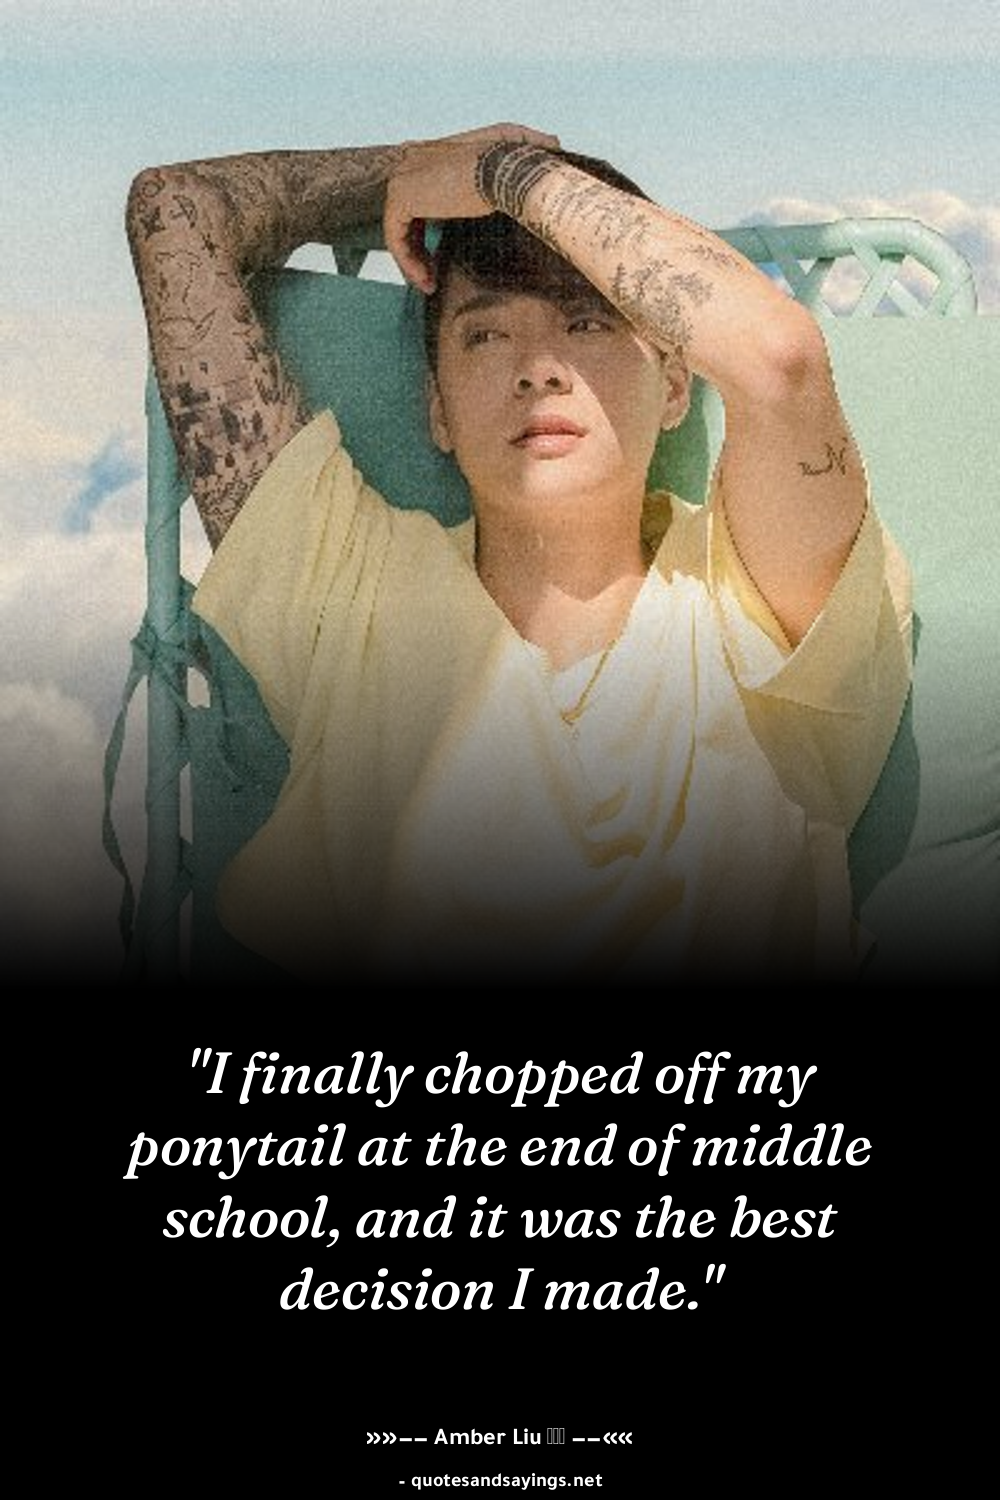 "I finally chopped off my
ponytail at the end of middle
school, and it was the best
decision I made."
»»–– Amber Liu ––««
- quotesandsayings.net